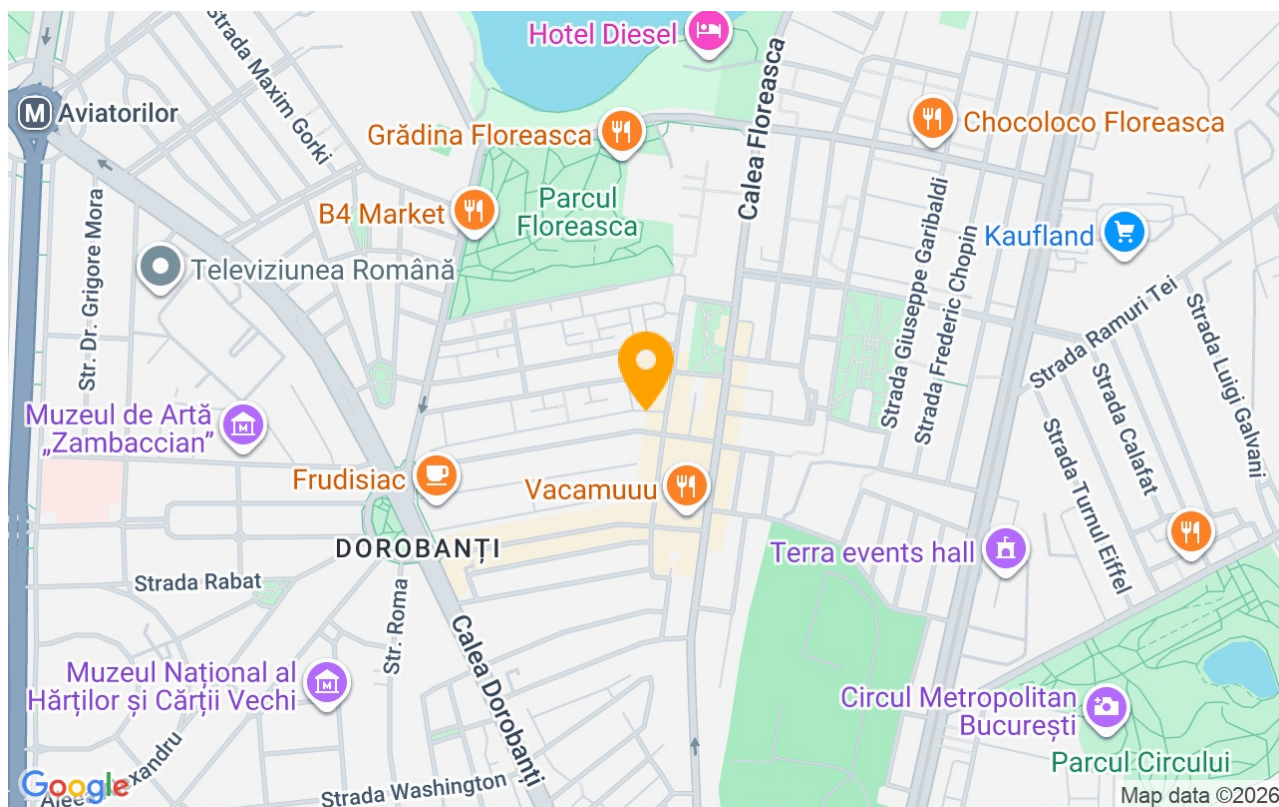 Hotel Diesel
Strada Maxim Gorki
Calea Floreasca
M
Aviatorilor
Grădina Floreasca
Chocoloco Floreasca
Parcul
Floreasca
B4 Market
Kaufland
Televiziunea Română
Str. Dr. Grigore Mora
Strada Giuseppe Garibaldi
Strada Frederic Chopin
Strada Ramuri Tei
Strada Luigi Galvani
Strada Calafat
Strada Turnul Eiffel
Muzeul de Artă
„Zambaccian”
Frudisiac
Vacamuuu
DOROBANȚI
Terra events hall
Strada Rabat
Str. Roma
Calea Dorobanți
Muzeul Național al
Hărților și Cărții Vechi
Circul Metropolitan
București
Parcul Circului
Strada Washington
Google
Map data ©2026